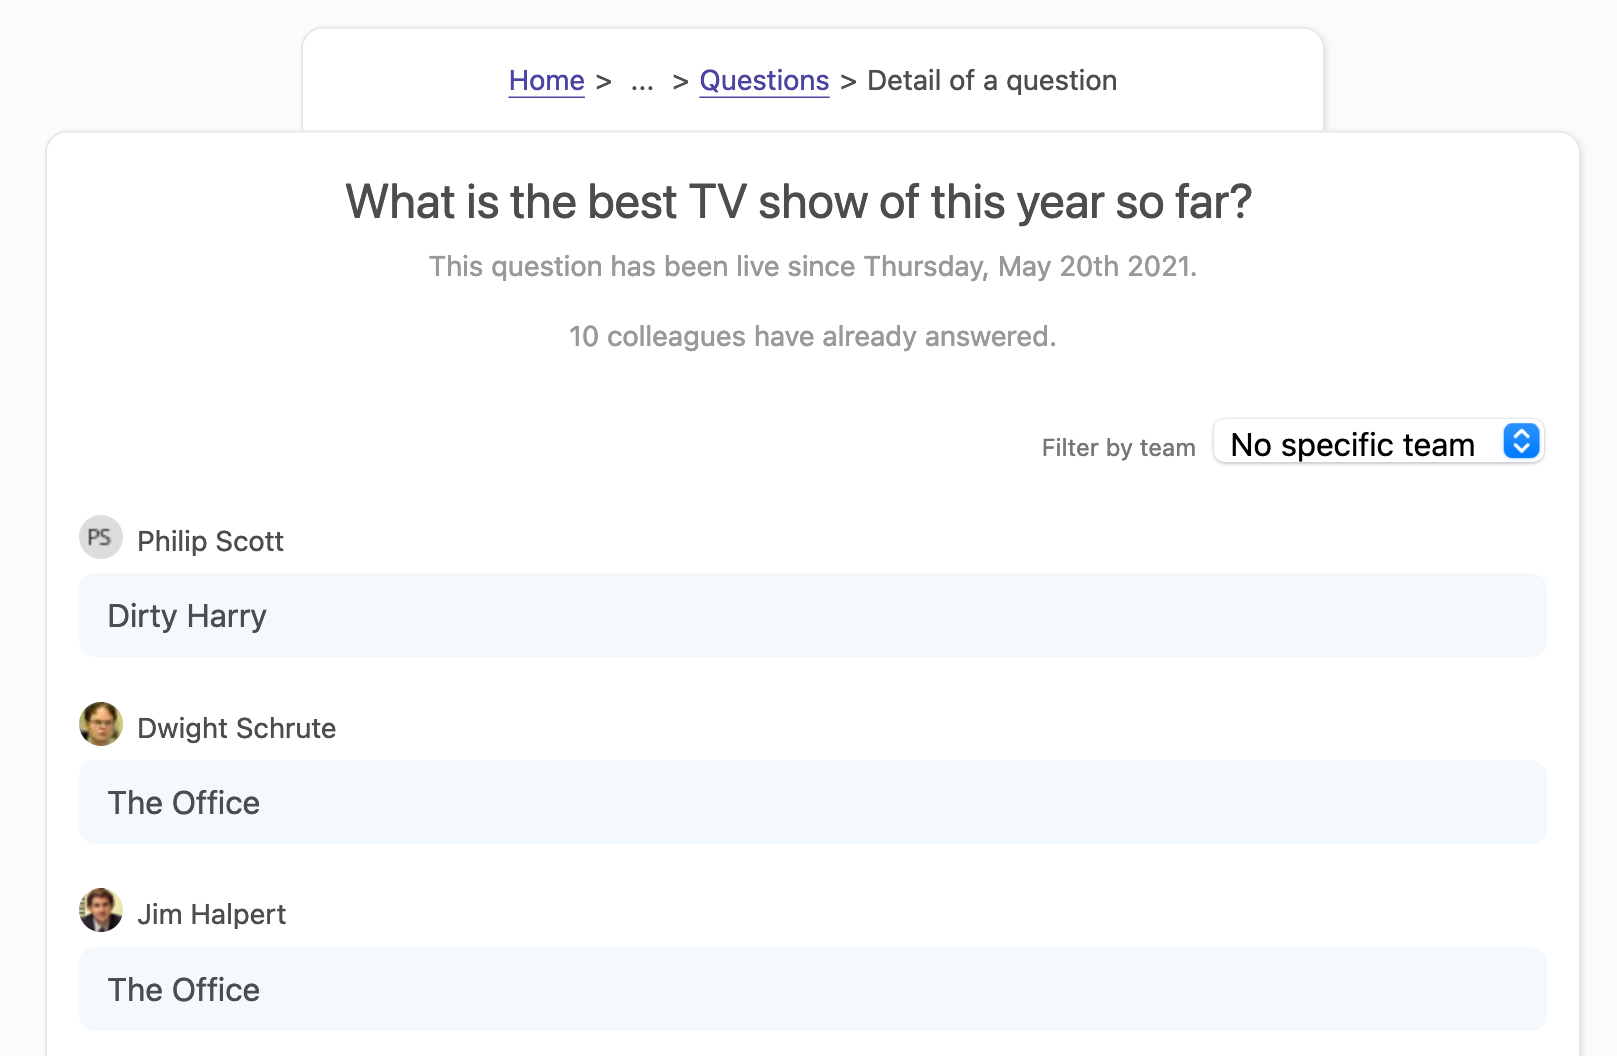 Home > ... > Questions > Detail of a question
What is the best TV show of this year so far?
This question has been live since Thursday, May 20th 2021.
10 colleagues have already answered.
Filter by team No specific team
PS Philip Scott
Dirty Harry
Dwight Schrute
The Office
Jim Halpert
The Office